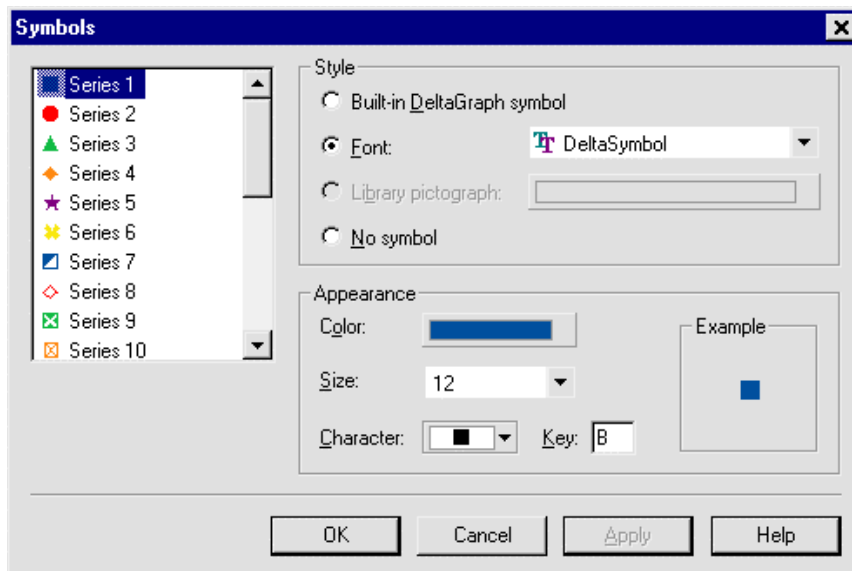 Symbols
Series 1
Series 2
Series 3
Series 4
Series 5
Series 6
Series 7
Series 8
Series 9
Series 10
Style
Built-in DeltaGraph symbol
Font: DeltaSymbol
Library pictograph:
No symbol
Appearance
Color:
Size: 12
Character: Key: B
Example
OK Cancel Apply Help